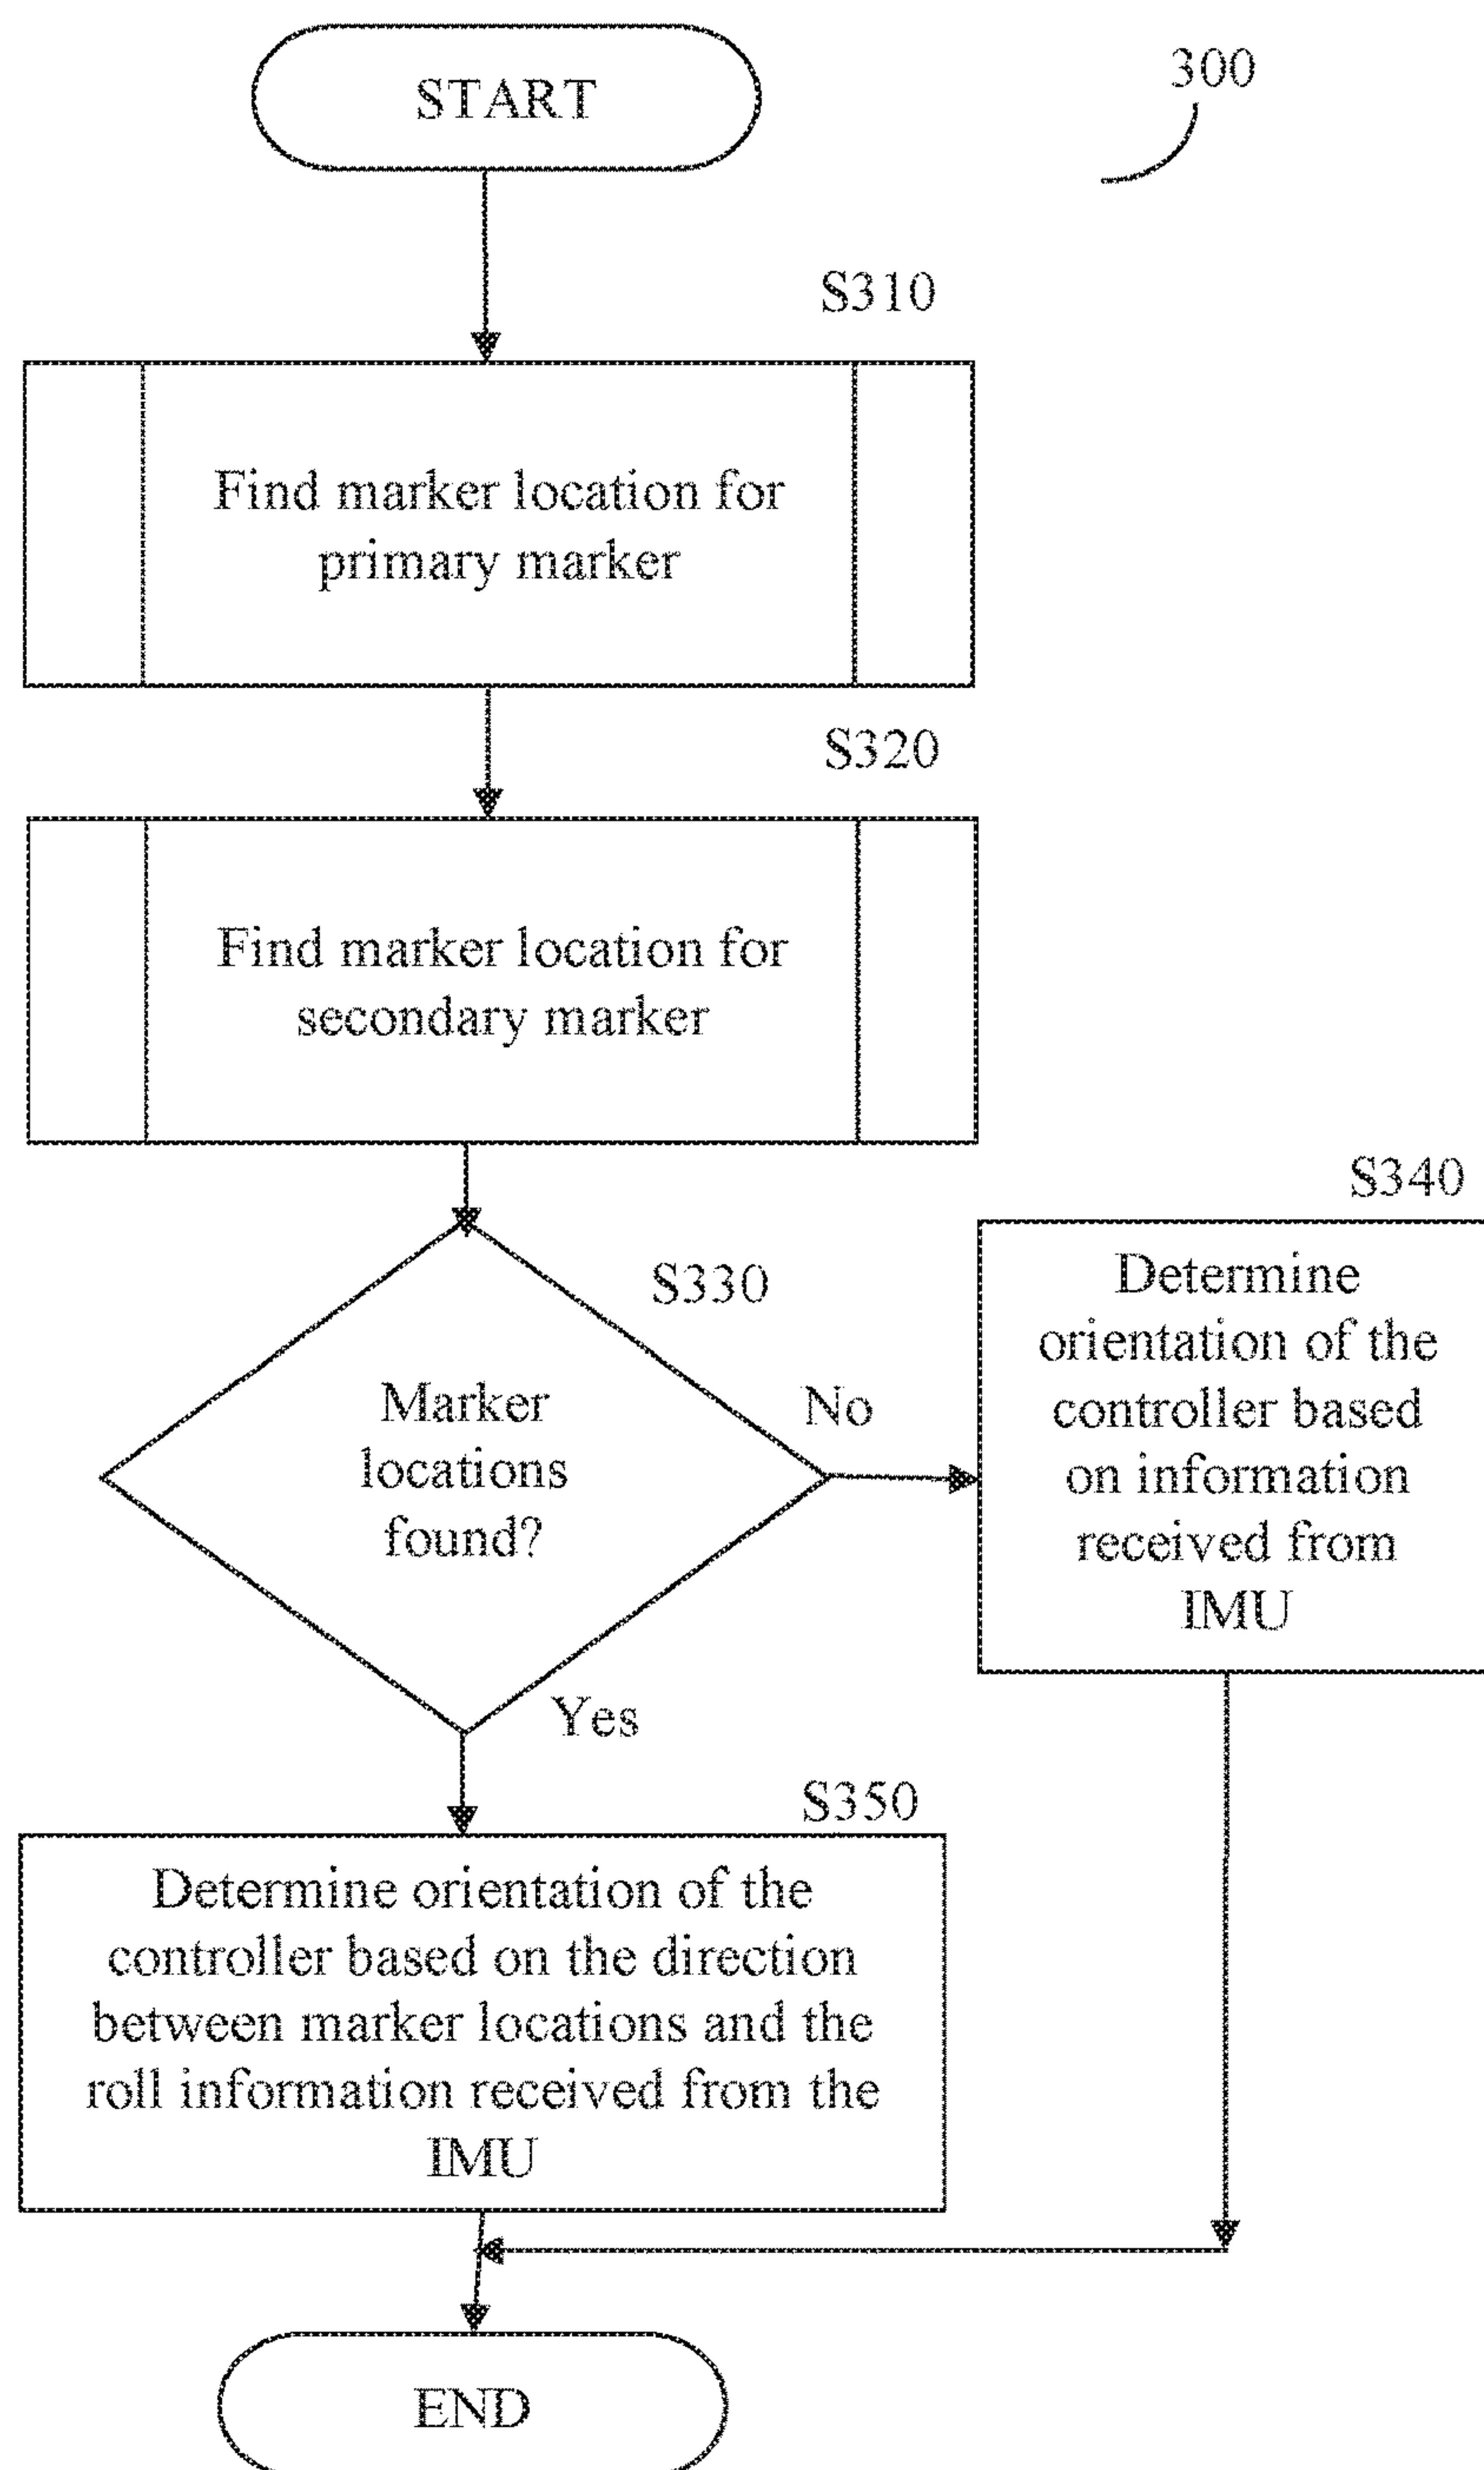 START
300
S310
Find marker location for
primary marker
S320
Find marker location for
secondary marker
S330
Marker
locations
found?
No
S340
Determine
orientation of the
controller based
on information
received from
IMU
Yes
S350
Determine orientation of the
controller based on the direction
between marker locations and the
roll information received from the
IMU
END